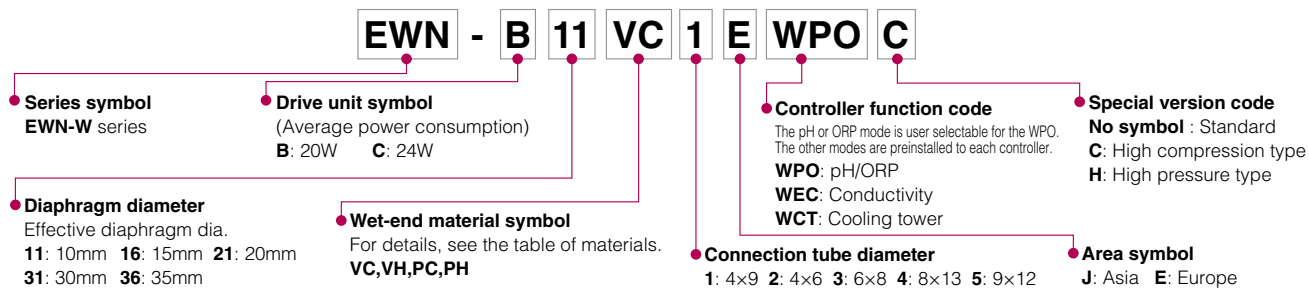 EWN - B 11 VC 1 E WPO C
Series symbol
EWN-W series
Drive unit symbol
(Average power consumption)
B: 20W C: 24W
Controller function code
The pH or ORP mode is user selectable for the WPO.
The other modes are preinstalled to each controller.
WPO: pH/ORP
WEC: Conductivity
WCT: Cooling tower
Special version code
No symbol : Standard
C: High compression type
H: High pressure type
Diaphragm diameter
Effective diaphragm dia.
11: 10mm 16: 15mm 21: 20mm
31: 30mm 36: 35mm
Wet-end material symbol
For details, see the table of materials.
VC,VH,PC,PH
Connection tube diameter
1: 4×9 2: 4×6 3: 6×8 4: 8×13 5: 9×12
Area symbol
J: Asia E: Europe